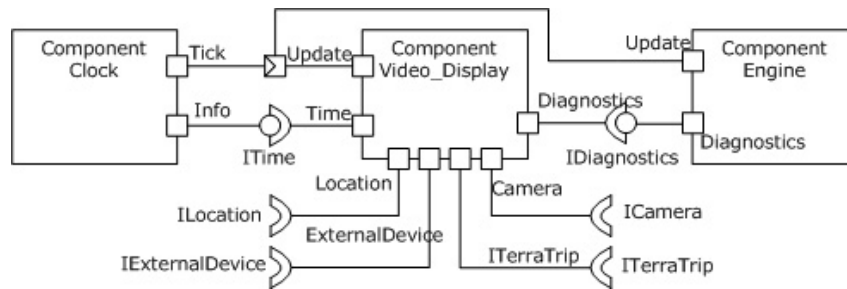 Component
Clock
Tick
Update
Component
Video_Display
Update
Component
Engine
Info
Time
Diagnostics
ITime
IDiagnostics
Diagnostics
Location
Camera
ILocation
ICamera
ExternalDevice
IExternalDevice
ITerraTrip
ITerraTrip